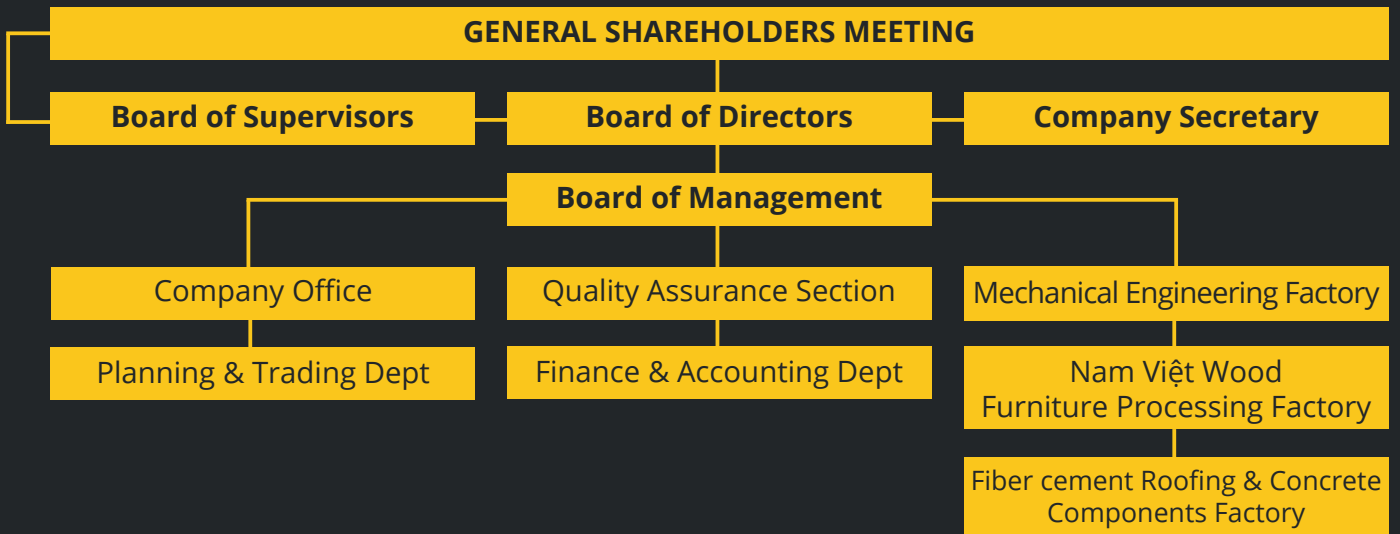 GENERAL SHAREHOLDERS MEETING
Board of Supervisors
Board of Directors
Company Secretary
Board of Management
Company Office
Quality Assurance Section
Mechanical Engineering Factory
Planning & Trading Dept
Finance & Accounting Dept
Nam Việt Wood
Furniture Processing Factory
Fiber cement Roofing & Concrete
Components Factory